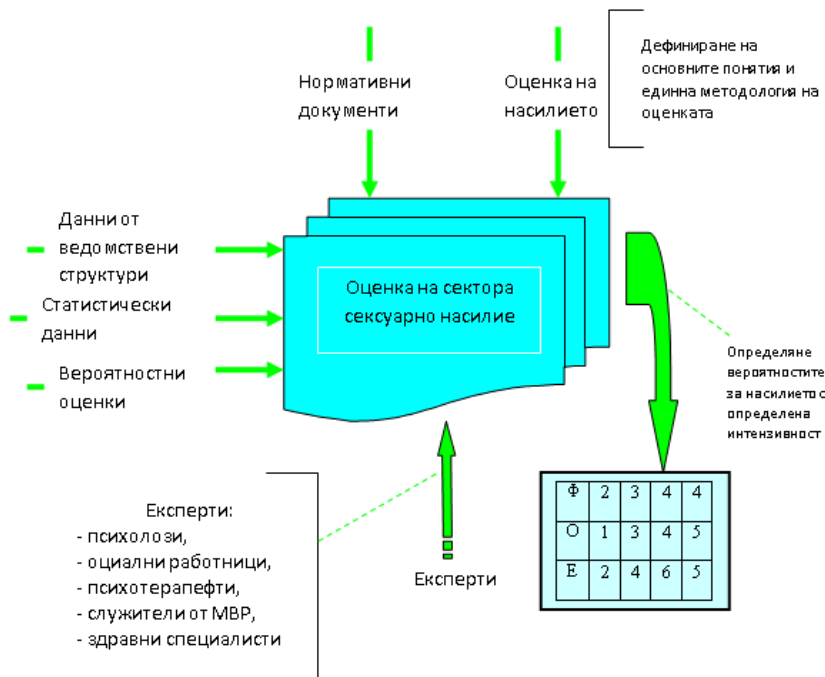 Нормативни
документи
Оценка на
насилието
Дефиниране на
основните понятия и
единна методология на
оценката
Данни от
ведомствени
структури
Статистически
данни
Вероятностни
оценки
Оценка на сектора
сексуарно насилие
Определяне
вероятностите
за насилието с
определена
интензивност
Експерти:
- психолози,
- оциални работници,
- психотерапефти,
- служители от МВР,
- здравни специалисти
Експерти
Ф 2 3 4 4
О 1 3 4 5
Е 2 4 6 5